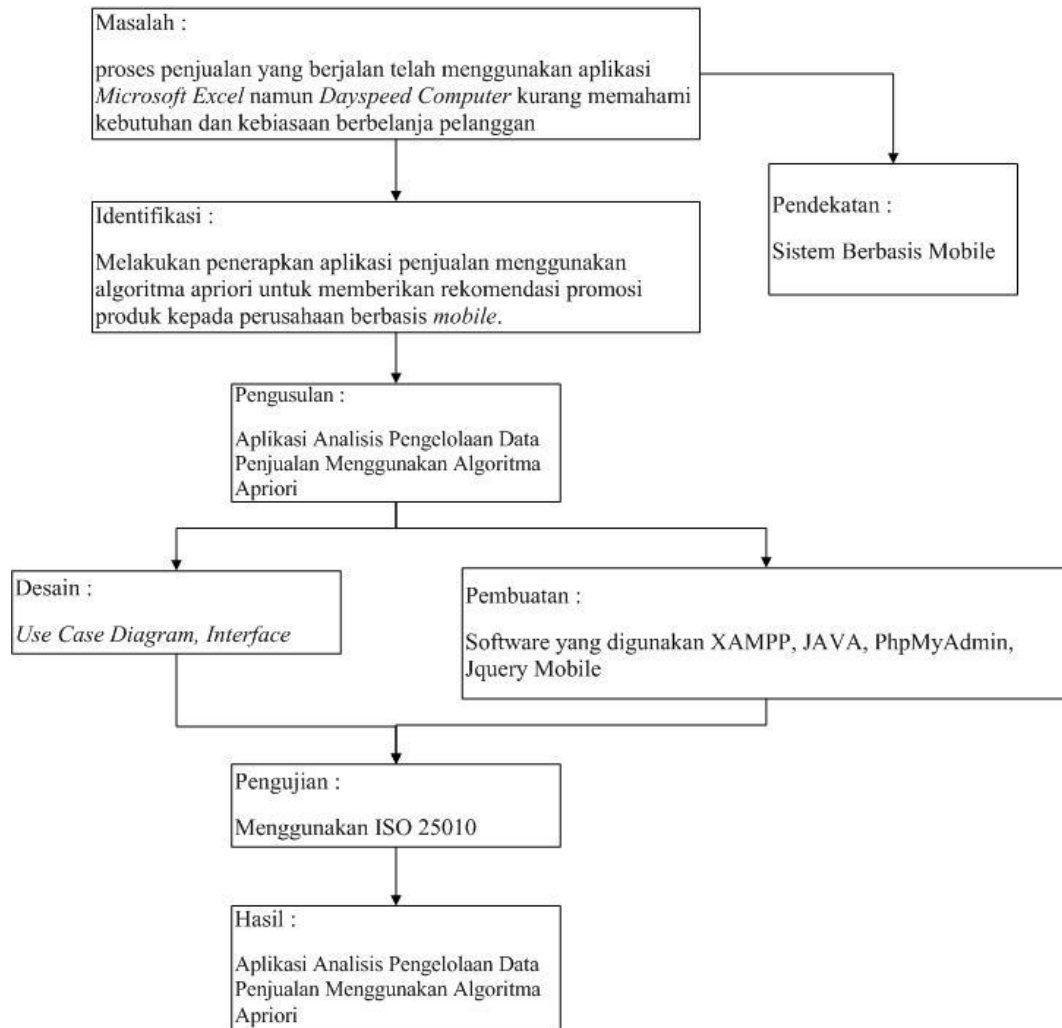 Masalah :
proses penjualan yang berjalan telah menggunakan aplikasi
Microsoft Excel namun Dayspeed Computer kurang memahami
kebutuhan dan kebiasaan berbelanja pelanggan
Pendekatan :
Sistem Berbasis Mobile
Identifikasi :
Melakukan penerapkan aplikasi penjualan menggunakan
algoritma apriori untuk memberikan rekomendasi promosi
produk kepada perusahaan berbasis mobile.
Pengusulan :
Aplikasi Analisis Pengelolaan Data
Penjualan Menggunakan Algoritma
Apriori
Desain :
Use Case Diagram, Interface
Pembuatan :
Software yang digunakan XAMPP, JAVA, PhpMyAdmin,
Jquery Mobile
Pengujian :
Menggunakan ISO 25010
Hasil :
Aplikasi Analisis Pengelolaan Data
Penjualan Menggunakan Algoritma
Apriori